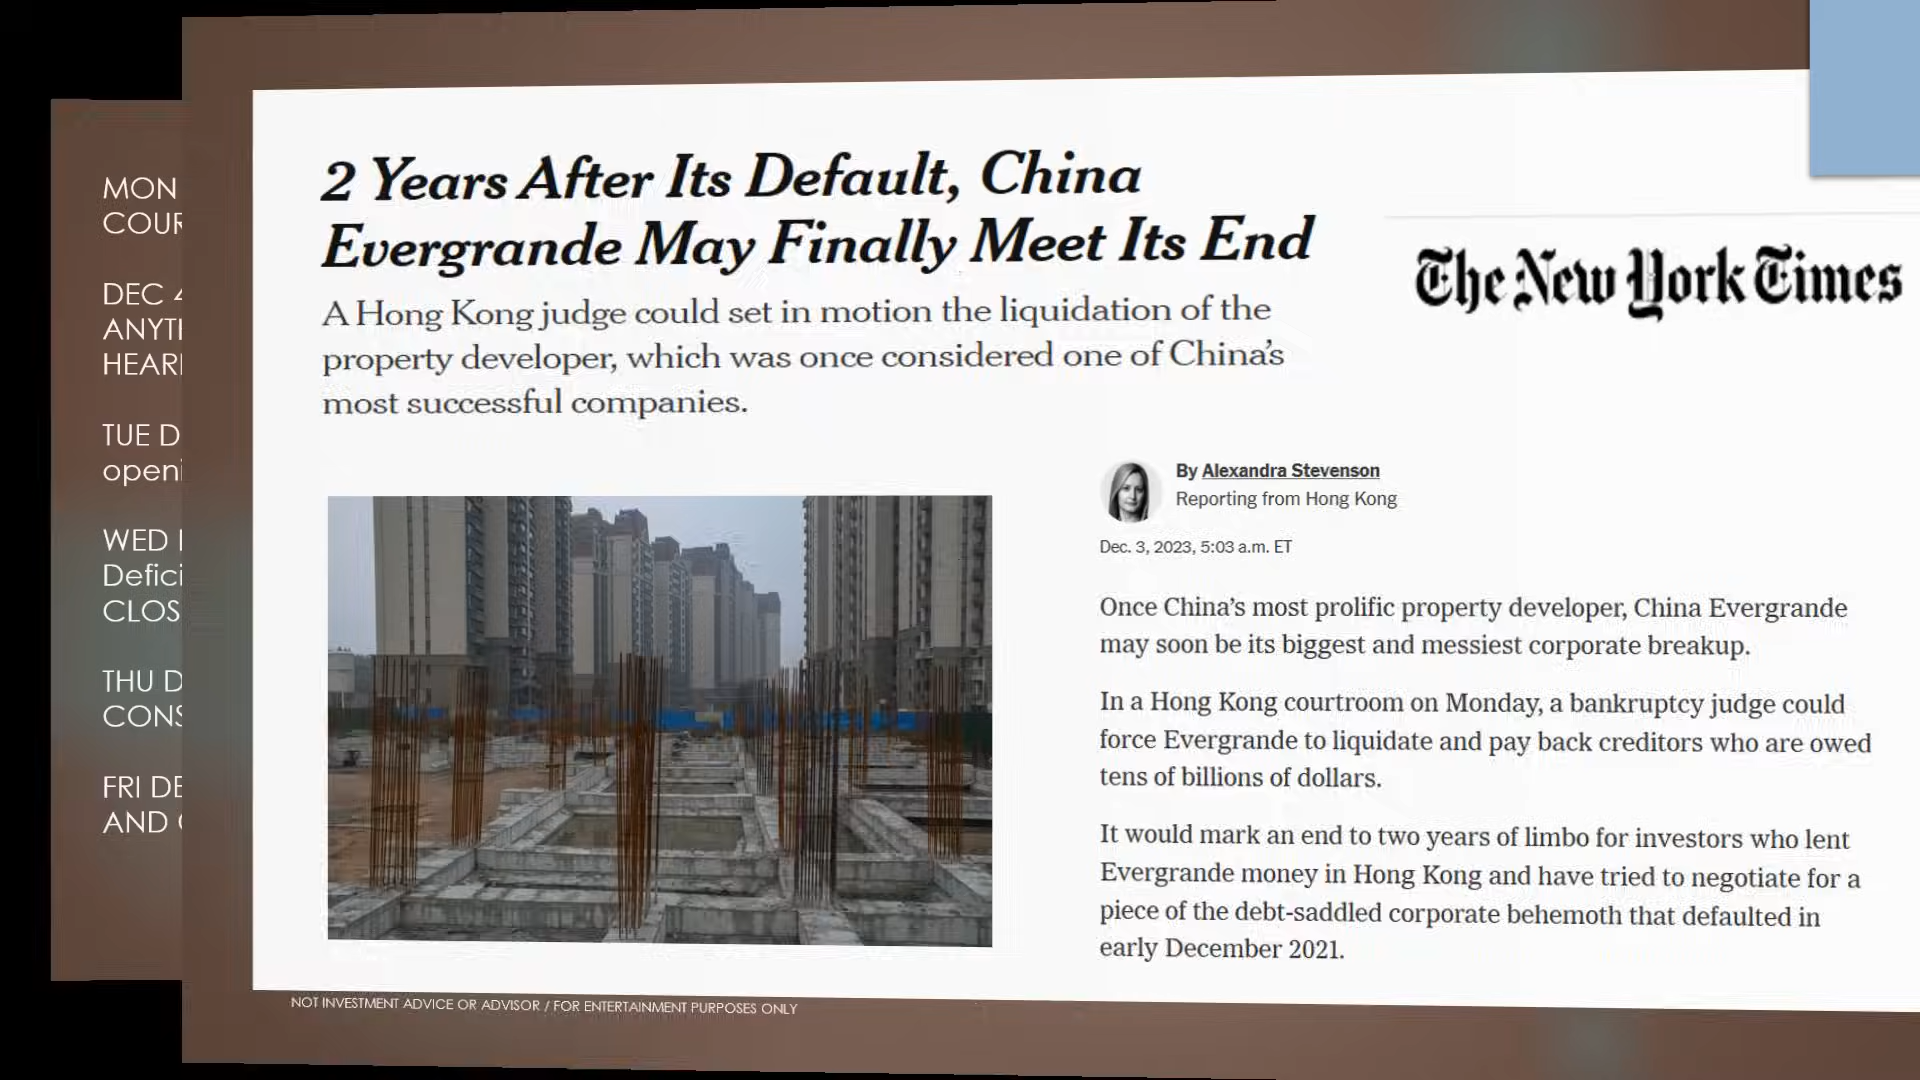 MON
COUR
DEC 4
ANYTH
HEARI
TUE D
openi
WED
Defici
CLOS
THU D
CONS
FRI DE
AND
2 Years After Its Default, China
Evergrande May Finally Meet Its End
A Hong Kong judge could set in motion the liquidation of the
property developer, which was once considered one of China's
most successful companies.
The New York Times
By Alexandra Stevenson
Reporting from Hong Kong
Dec. 3, 2023, 5:03 a.m. ET
Once China's most prolific property developer, China Evergrande
may soon be its biggest and messiest corporate breakup.
In a Hong Kong courtroom on Monday, a bankruptcy judge could
force Evergrande to liquidate and pay back creditors who are owed
tens of billions of dollars.
It would mark an end to two years of limbo for investors who lent
Evergrande money in Hong Kong and have tried to negotiate for a
piece of the debt-saddled corporate behemoth that defaulted in
early December 2021.
NOT INVESTMENT ADVICE OR ADVISOR / FOR ENTERTAINMENT PURPOSES ONLY